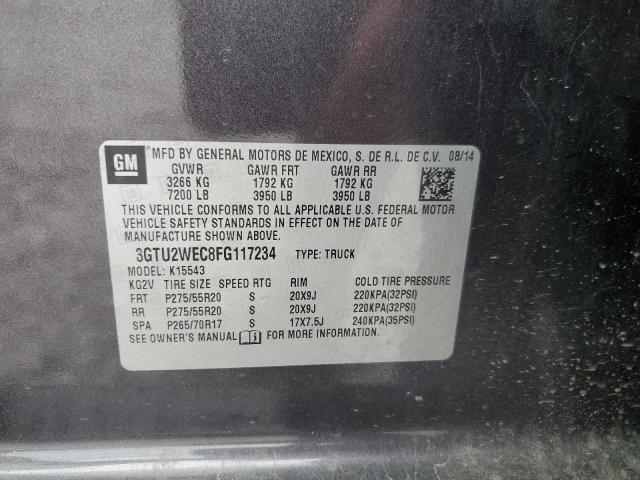 GM
®MFD BY GENERAL MOTORS DE MEXICO, S. DE R.L. DE C.V. 08/14
GVWR GAWR FRT GAWR RR
3266 KG 1792 KG 1792 KG
7200 LB 3950 LB 3950 LB
THIS VEHICLE CONFORMS TO ALL APPLICABLE U.S. FEDERAL MOTOR
VEHICLE SAFETY STANDARDS IN EFFECT ON THE DATE OF
MANUFACTURE SHOWN ABOVE.
3GTU2WEC8FG117234 TYPE: TRUCK
MODEL: K15543
KG2V TIRE SIZE SPEED RTG RIM COLD TIRE PRESSURE
FRT P275/55R20 S 20X9J 220KPA(32PSI)
RR P275/55R20 S 20X9J 220KPA(32PSI)
SPA P265/70R17 S 17X7.5J 240KPA(35PSI)
SEE OWNER'S MANUAL FOR MORE INFORMATION.